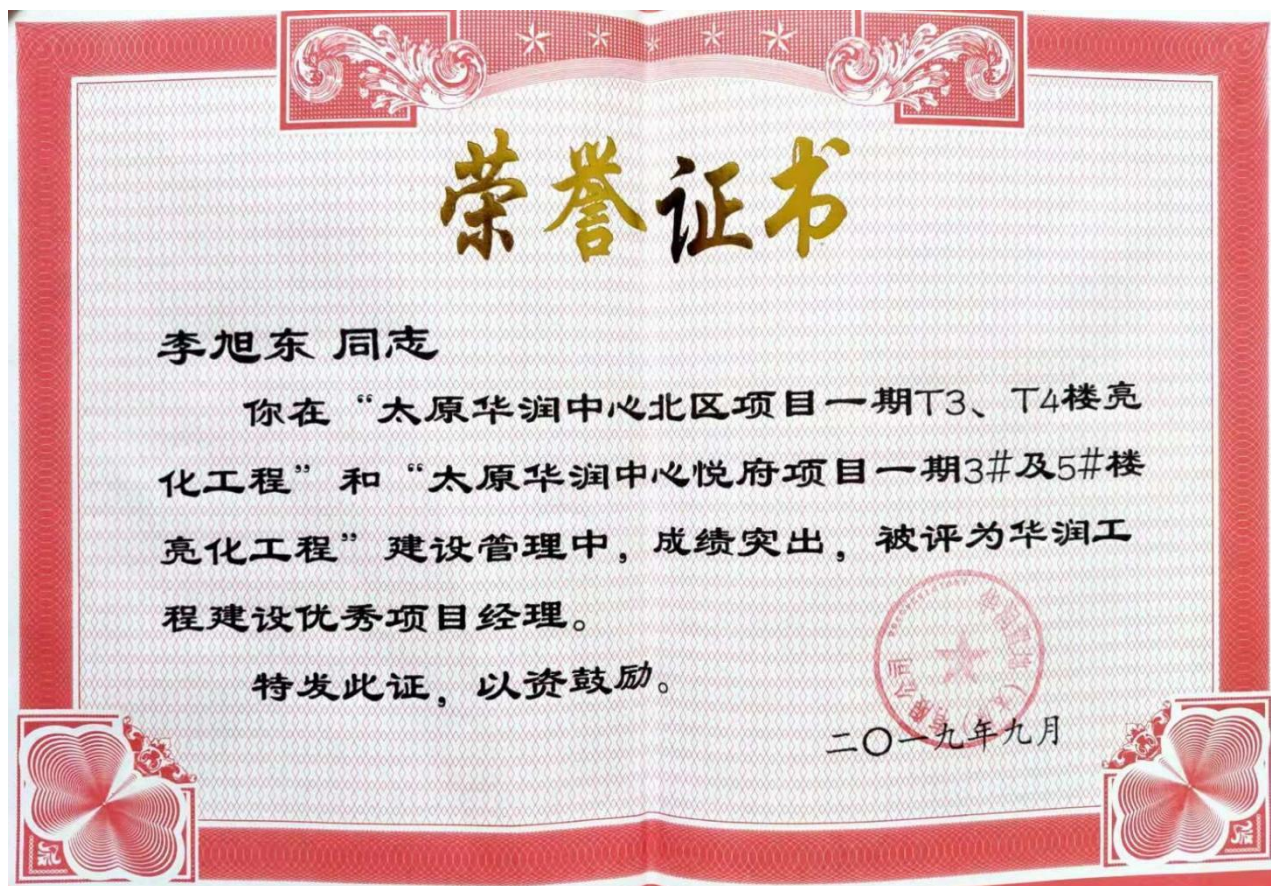 荣誉证书
李旭东 同志
你在“太原华润中心北区项目一期T3、T4楼亮
化工程”和“太原华润中心悦府项目一期3#及5#楼
亮化工程”建设管理中，成绩突出，被评为华润工
程建设优秀项目经理。
特发此证，以资鼓励。
二〇一九年九月